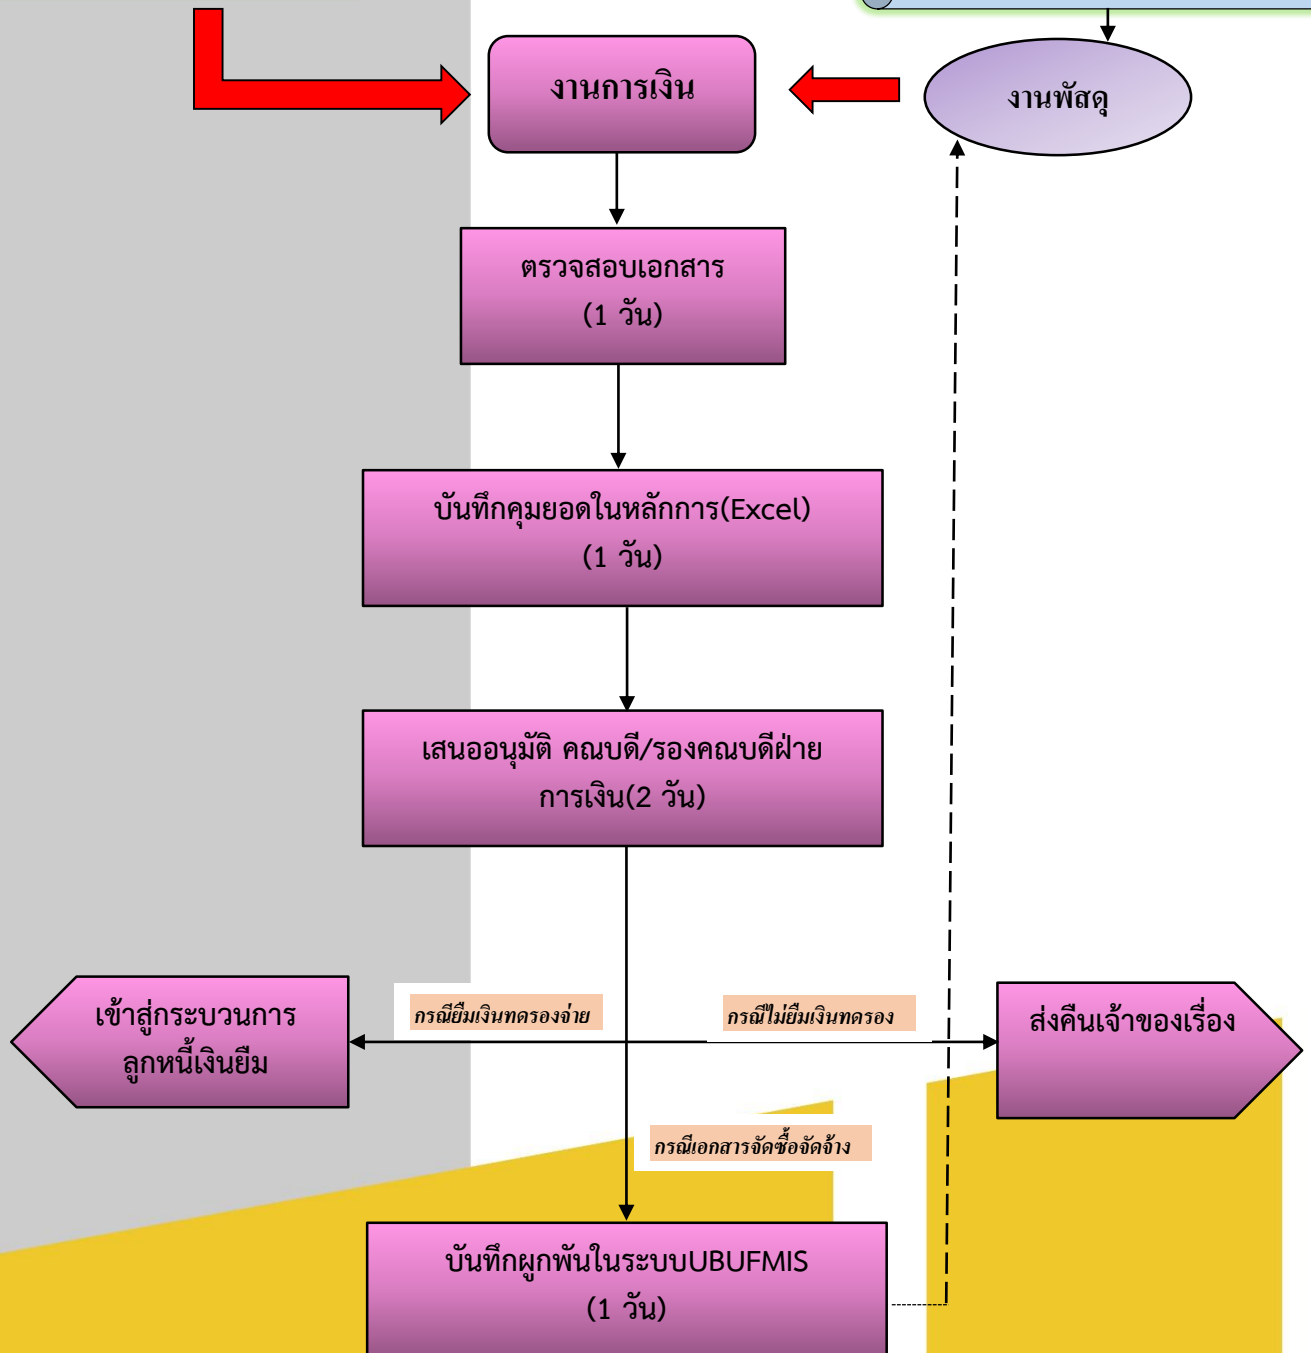 งานการเงิน
งานพัสดุ
ตรวจสอบเอกสาร
(1 วัน)
บันทึกคุมยอดในหลักการ(Excel)
(1 วัน)
เสนออนุมัติ คณบดี/รองคณบดีฝ่าย
การเงิน(2 วัน)
เข้าสู่กระบวนการ
ลูกหนี้เงินยืม
กรณียืมเงินทดรองจ่าย
กรณีไม่ยืมเงินทดรอง
ส่งคืนเจ้าของเรื่อง
กรณีเอกสารจัดซื้อจัดจ้าง
บันทึกผูกพันในระบบUBUFMIS
(1 วัน)